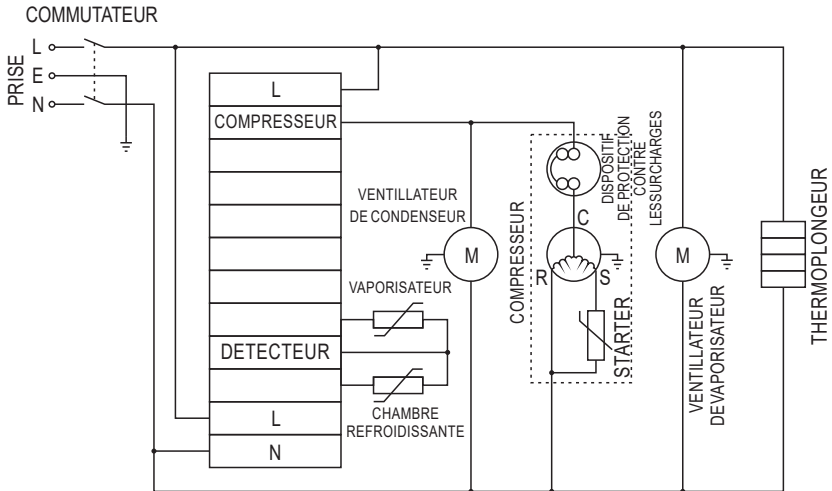 COMMUTATEUR
PRISE
L
E
N
L
COMPRESSEUR
DETECTEUR
L
N
VENTILLATEUR
DE CONDENSEUR
M
VAPORISATEUR
CHAMBRE
REFROIDISSANTE
COMPRESSEUR
DISPOSITIF
DE PROTECTION
CONTRE
LESSURCHARGES
C
R
S
STARTER
M
VENTILLATEUR
DEVAPORISATEUR
THERMOPLONGEUR